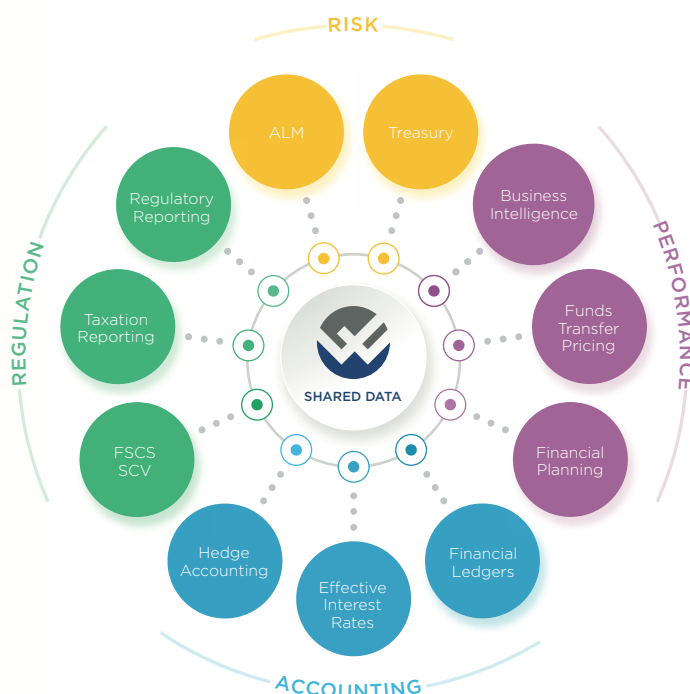 RISK
ALM
Treasury
Regulatory
Reporting
Business
Intelligence
REGULATION
PERFORMANCE
Taxation
Reporting
Funds
Transfer
Pricing
SHARED DATA
FSCS
SCV
Financial
Planning
Hedge
Accounting
Effective
Interest
Rates
Financial
Ledgers
ACCOUNTING